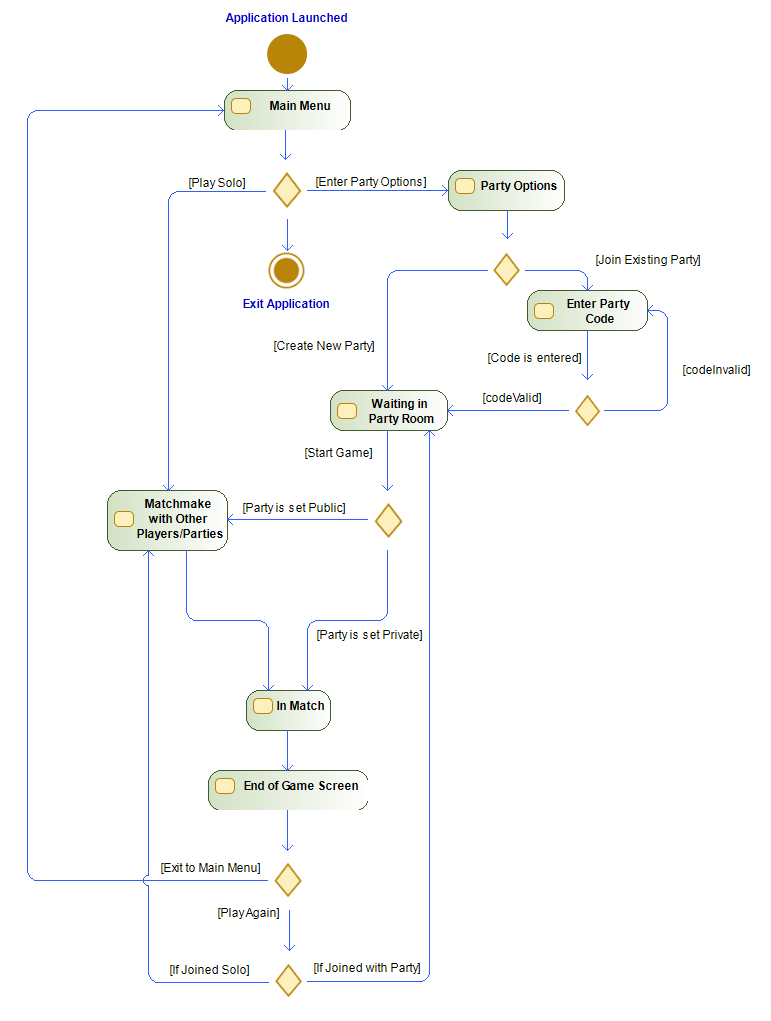 Application Launched
Main Menu
[Play Solo]
[Enter Party Options]
Party Options
Exit Application
[Join Existing Party]
Enter Party
Code
[Create New Party]
[Code is entered]
[codeInvalid]
[codeValid]
Waiting in
Party Room
[Start Game]
Matchmake
with Other
Players/Parties
[Party is set Public]
[Party is set Private]
In Match
End of Game Screen
[Exit to Main Menu]
[Play Again]
[If Joined Solo]
[If Joined with Party]